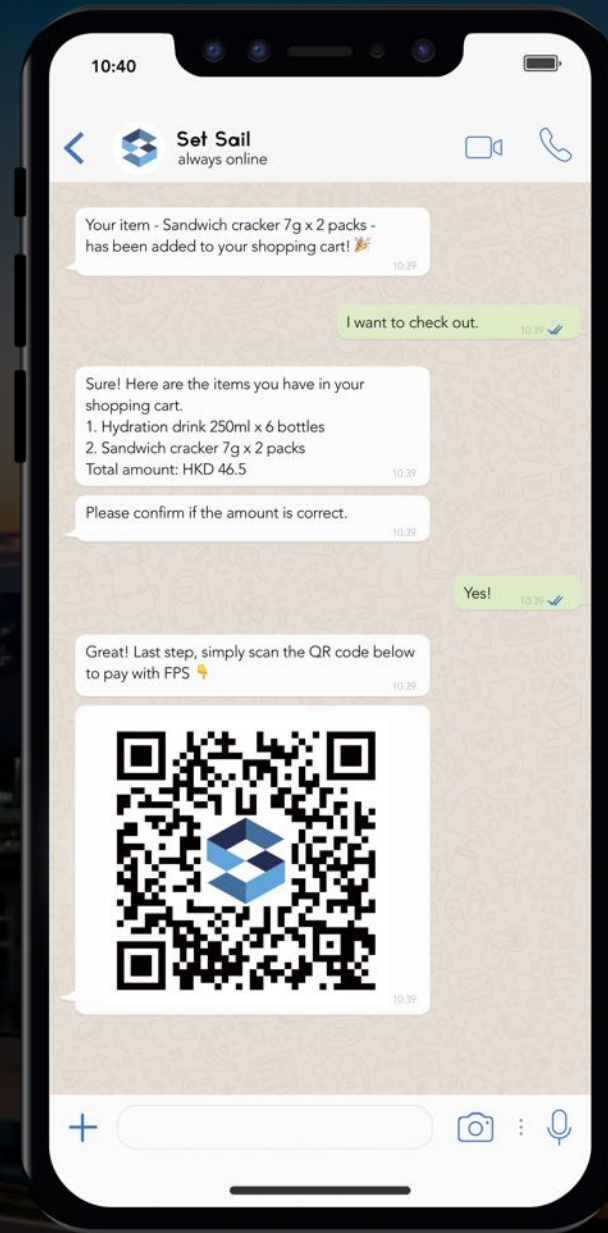 10:40
Set Sail
always online
Your item - Sandwich cracker 7g x 2 packs -
has been added to your shopping cart! 🎉
10:39
I want to check out.
10:39
Sure! Here are the items you have in your
shopping cart.
1. Hydration drink 250ml x 6 bottles
2. Sandwich cracker 7g x 2 packs
Total amount: HKD 46.5
10:39
Please confirm if the amount is correct.
10:39
Yes!
10:39
Great! Last step, simply scan the QR code below
to pay with FPS 👇
10:39
10:39